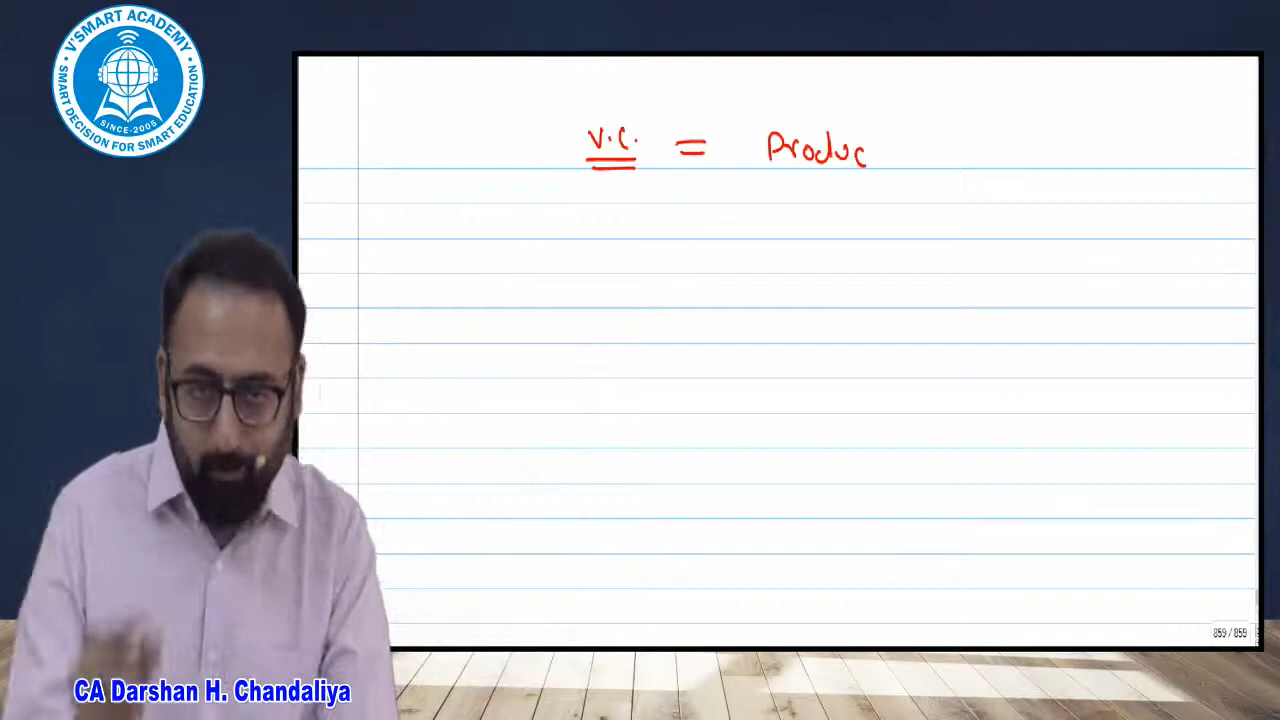 V'SMART ACADEMY
SMART DECISION FOR SMART EDUCATION
SINCE-2005
V.C. = Produc
859 / 859
CA Darshan H. Chandaliya